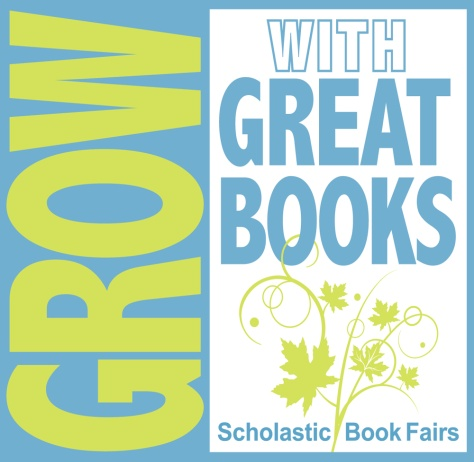 GROW
WITH
GREAT
BOOKS
Scholastic Book Fairs